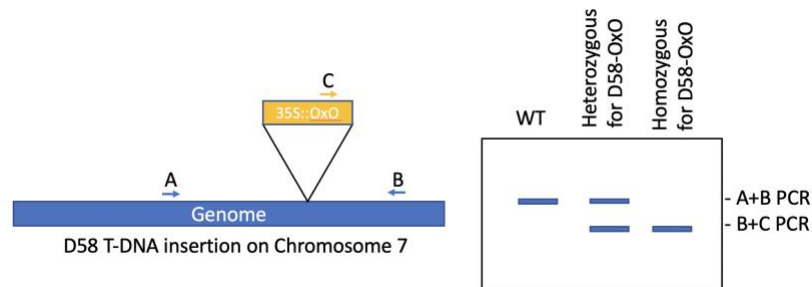 C
35S::OxO
A
B
Genome
D58 T-DNA insertion on Chromosome 7
WT
Heterozygous
for D58-OxO
Homozygous
for D58-OxO
- A+B PCR
- B+C PCR